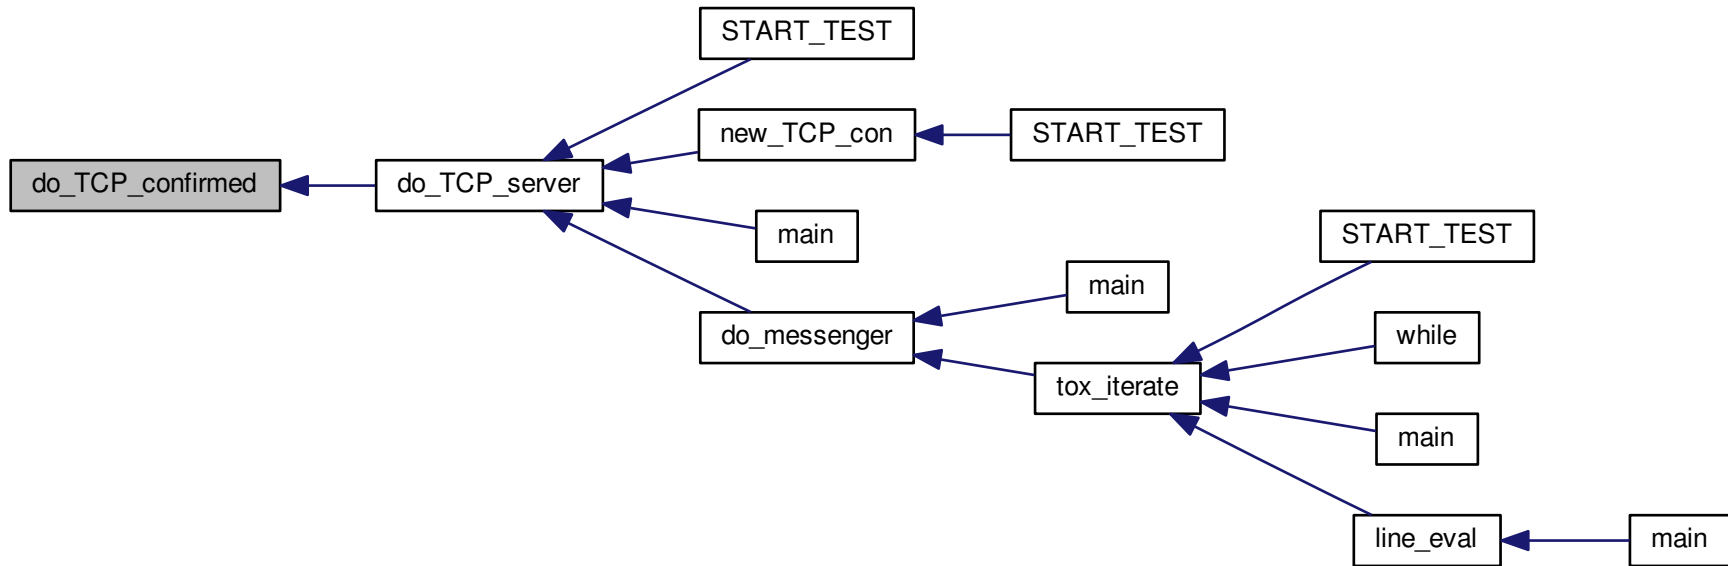 START_TEST
new_TCP_con
START_TEST
do_TCP_confirmed
do_TCP_server
main
START_TEST
main
do_messenger
while
tox_iterate
main
line_eval
main